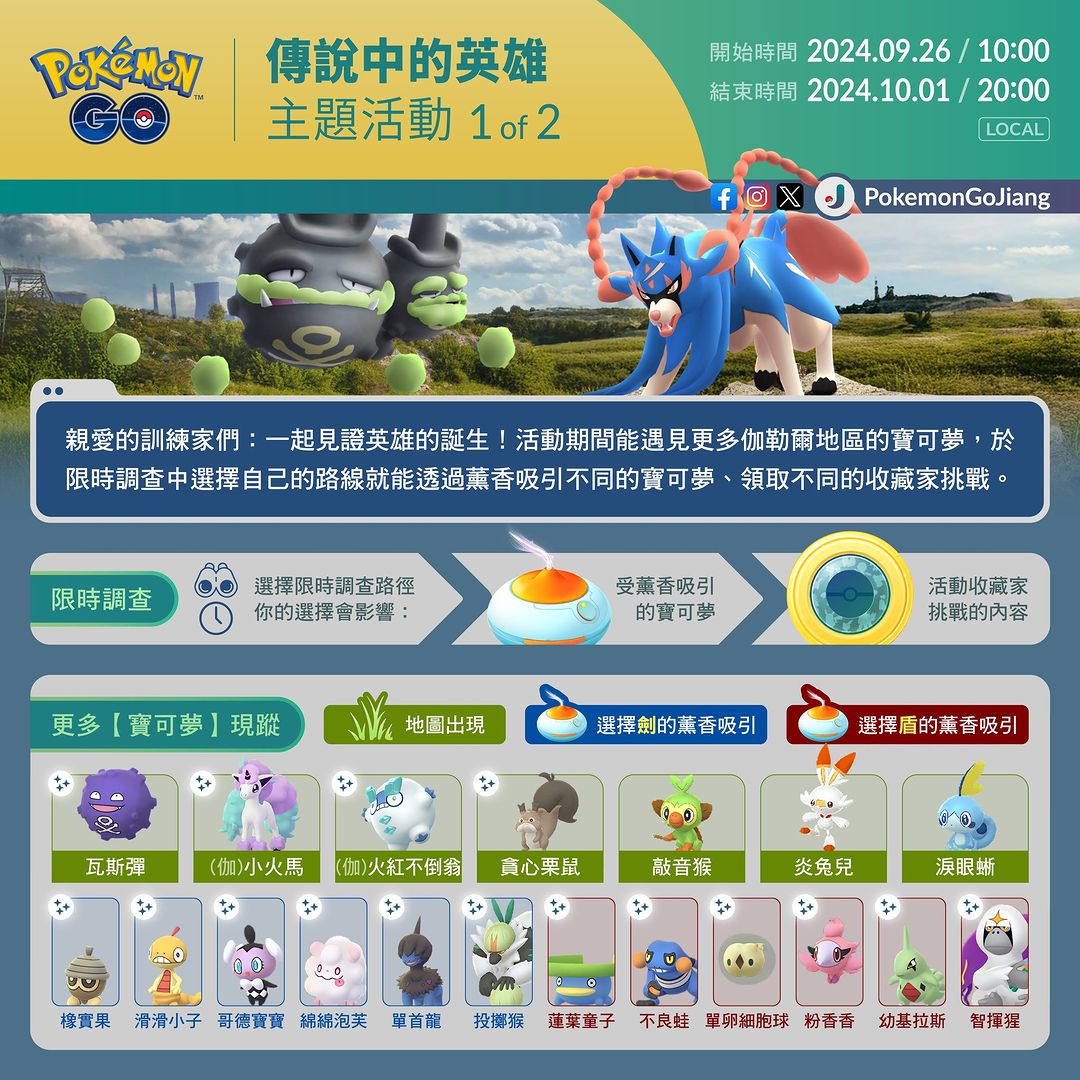 POKÉMON
GO
TM
傳說中的英雄
主題活動 1 of 2
開始時間 2024.09.26 / 10:00
結束時間 2024.10.01 / 20:00
LOCAL
PokemonGoJiang
親愛的訓練家們：一起見證英雄的誕生！活動期間能遇見更多伽勒爾地區的寶可夢，於
限時調查中選擇自己的路線就能透過薰香吸引不同的寶可夢、領取不同的收藏家挑戰。
限時調查
選擇限時調查路徑
你的選擇會影響：
受薰香吸引
的寶可夢
活動收藏家
挑戰的內容
更多【寶可夢】現蹤
地圖出現
選擇劍的薰香吸引
選擇盾的薰香吸引
瓦斯彈
(伽)小火馬
(伽)火紅不倒翁
貪心栗鼠
敲音猴
炎兔兒
淚眼蜥
橡實果
滑滑小子
哥德寶寶
綿綿泡芙
單首龍
投擲猴
蓮葉童子
不良蛙
單卵細胞球
粉香香
幼基拉斯
智揮猩